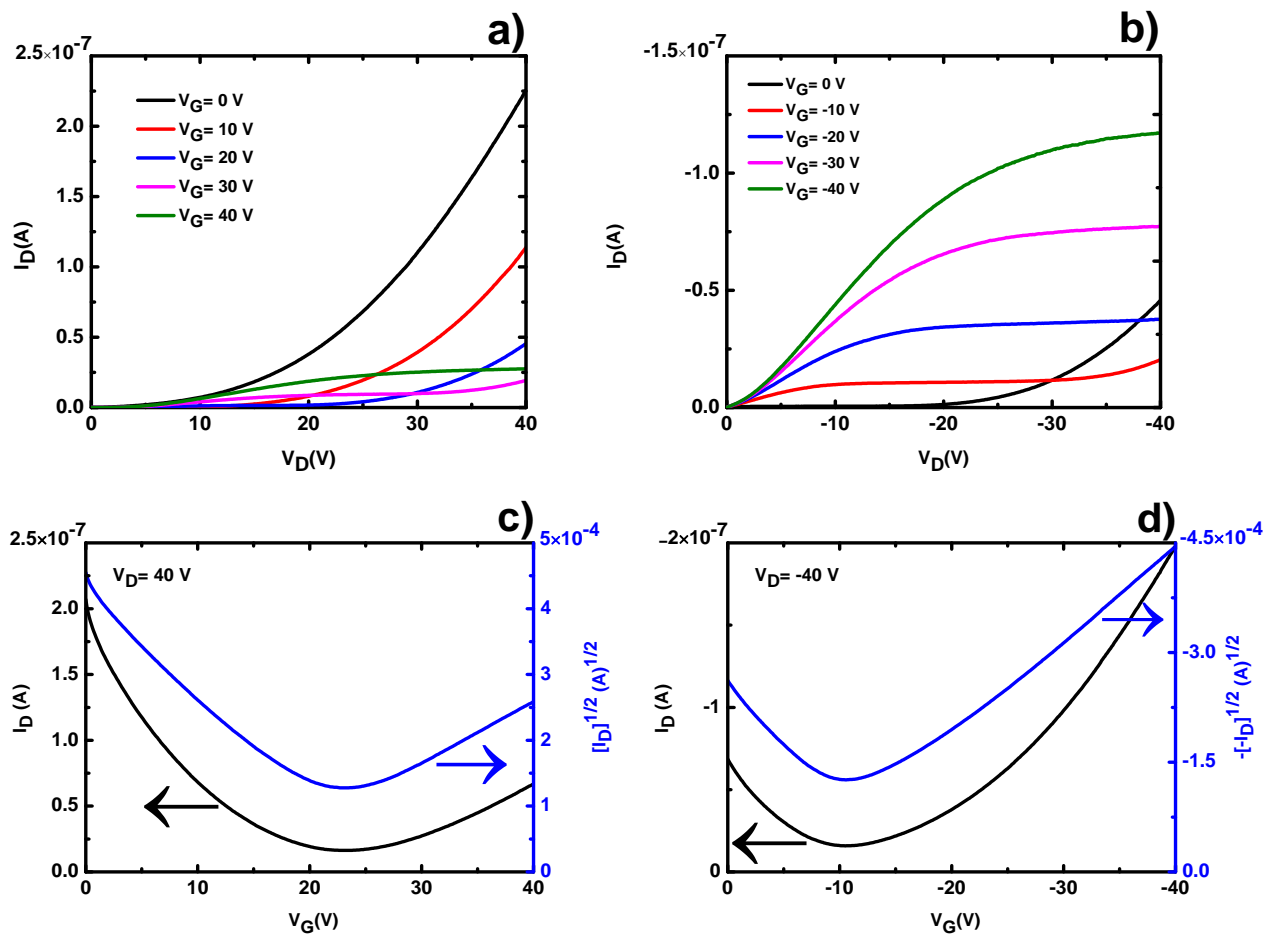 a)
2.5×10⁻⁷
2.0
1.5
1.0
0.5
0.0
I_D(A)
V_G= 0 V
V_G= 10 V
V_G= 20 V
V_G= 30 V
V_G= 40 V
0 10 20 30 40
V_D(V)
b)
-1.5×10⁻⁷
-1.0
-0.5
0.0
I_D(A)
V_G= 0 V
V_G= -10 V
V_G= -20 V
V_G= -30 V
V_G= -40 V
0 -10 -20 -30 -40
V_D(V)
c)
2.5×10⁻⁷
2.0
1.5
1.0
0.5
0.0
I_D (A)
V_D= 40 V
5×10⁻⁴
4
3
2
1
0
[I_D]^1/2 (A)^1/2
0 10 20 30 40
V_G(V)
d)
-2×10⁻⁷
-1
0
I_D (A)
V_D= -40 V
-4.5×10⁻⁴
-3.0
-1.5
0.0
-[-I_D]^1/2 (A)^1/2
0 -10 -20 -30 -40
V_G(V)